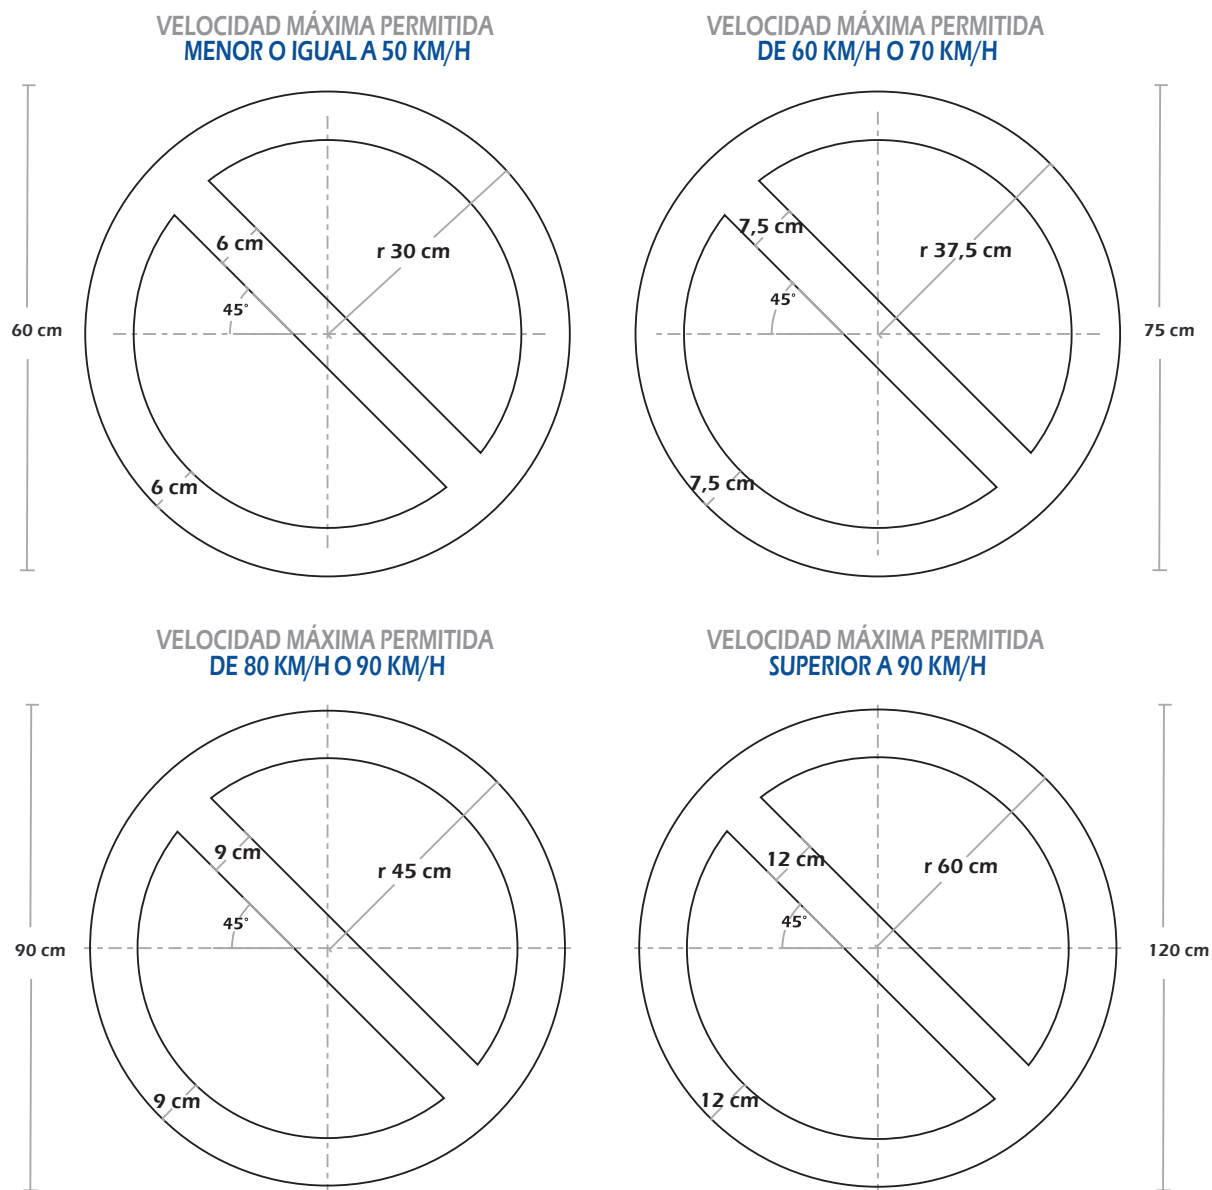 VELOCIDAD MÁXIMA PERMITIDA
MENOR O IGUAL A 50 KM/H
60 cm
6 cm
r 30 cm
45°
6 cm
VELOCIDAD MÁXIMA PERMITIDA
DE 60 KM/H O 70 KM/H
7,5 cm
r 37,5 cm
45°
7,5 cm
75 cm
VELOCIDAD MÁXIMA PERMITIDA
DE 80 KM/H O 90 KM/H
90 cm
9 cm
r 45 cm
45°
9 cm
VELOCIDAD MÁXIMA PERMITIDA
SUPERIOR A 90 KM/H
12 cm
r 60 cm
45°
12 cm
120 cm